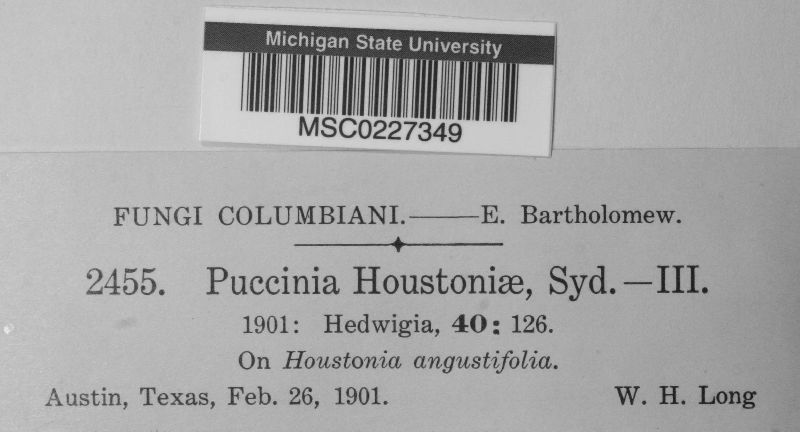 Michigan State University
MSC0227349
FUNGI COLUMBIANI.——E. Bartholomew.
2455. Puccinia Houstoniæ, Syd.—III.
1901: Hedwigia, 40: 126.
On Houstonia angustifolia.
Austin, Texas, Feb. 26, 1901. W. H. Long